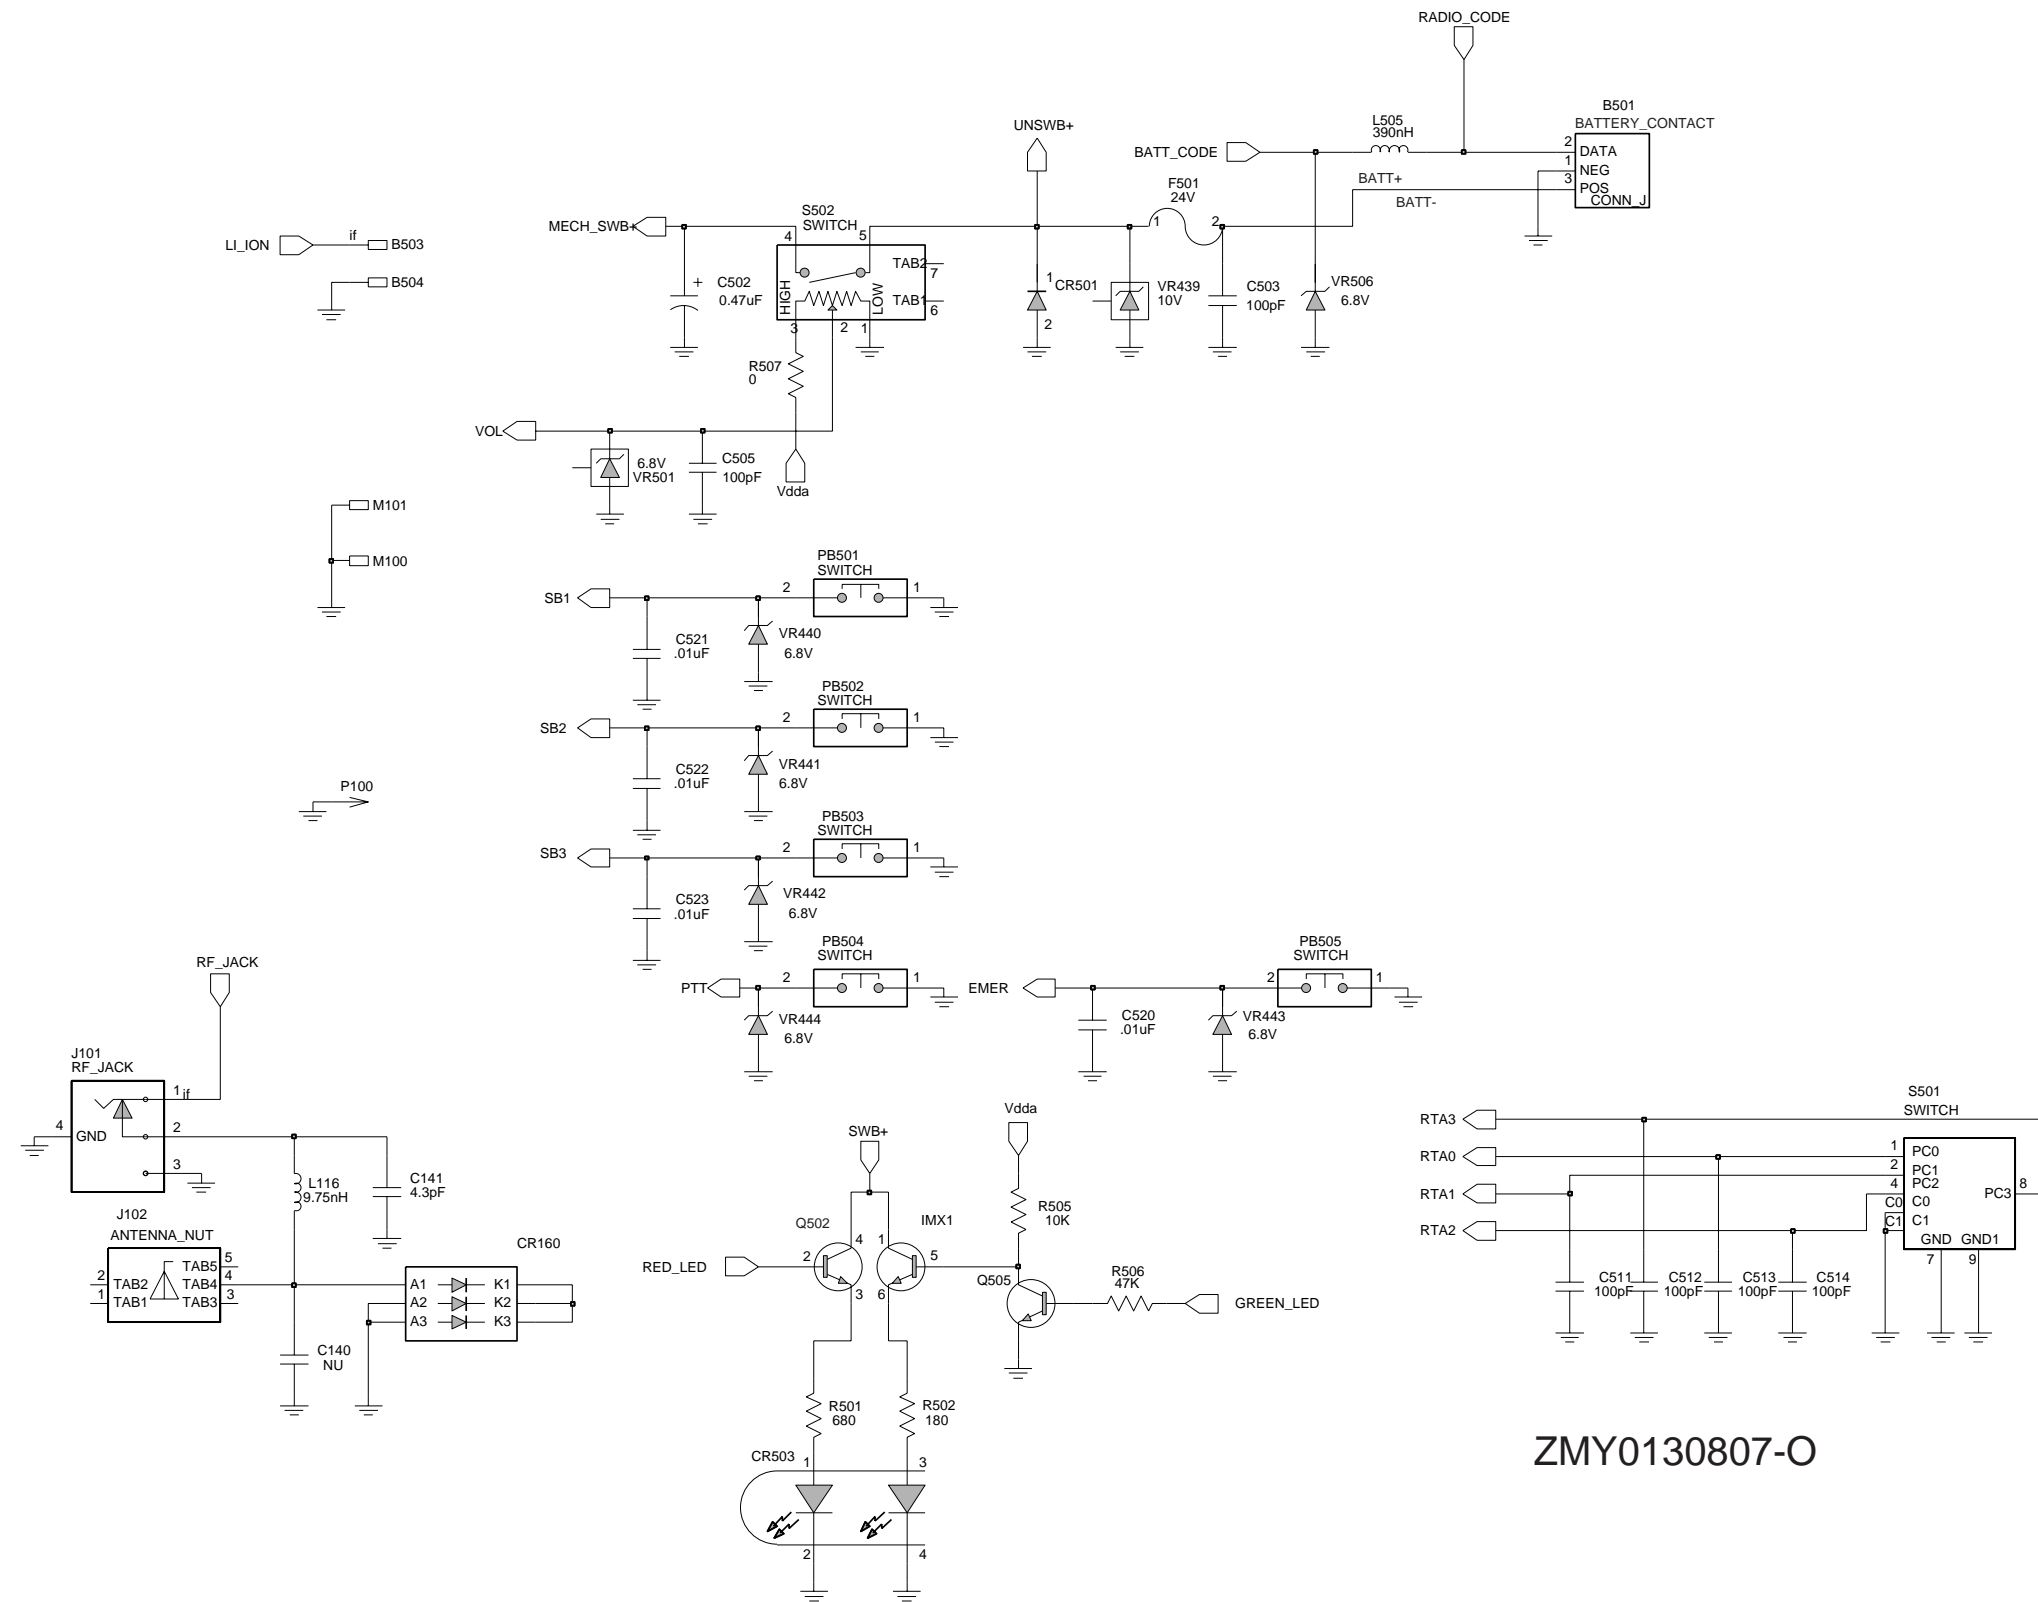 RADIO_CODE
B501
BATTERY_CONTACT
L505
390nH
UNSWB+
BATT_CODE
2
DATA
1
NEG
3
POS
CONN_J
BATT+
BATT-
F501
24V
1
2
S502
SWITCH
MECH_SWB+
4
5
LI_ION
if
B503
B504
TAB2
7
TAB1
6
HIGH
LOW
3
2
1
+
C502
0.47uF
1
CR501
2
VR439
10V
C503
100pF
VR506
6.8V
R507
0
VOL
6.8V
VR501
C505
100pF
Vdda
M101
M100
PB501
SWITCH
SB1
2
1
C521
.01uF
VR440
6.8V
PB502
SWITCH
SB2
2
1
C522
.01uF
VR441
6.8V
P100
PB503
SWITCH
SB3
2
1
C523
.01uF
VR442
6.8V
PB504
SWITCH
PTT
2
1
VR444
6.8V
PB505
SWITCH
EMER
2
1
C520
.01uF
VR443
6.8V
RF_JACK
J101
RF_JACK
1
if
4
GND
2
3
L116
9.75nH
C141
4.3pF
J102
ANTENNA_NUT
5
TAB5
2
TAB2
TAB4
4
1
TAB1
TAB3
3
CR160
A1
K1
A2
K2
A3
K3
C140
NU
SWB+
Vdda
Q502
IMX1
R505
10K
4
1
RED_LED
2
5
3
6
Q505
R506
47K
GREEN_LED
R501
680
R502
180
CR503
1
3
2
4
S501
SWITCH
RTA3
RTA0
1
PC0
2
PC1
RTA1
4
PC2
C0
C0
PC3
8
RTA2
C1
C1
GND
GND1
7
9
C511
100pF
C512
100pF
C513
100pF
C514
100pF
ZMY0130807-O